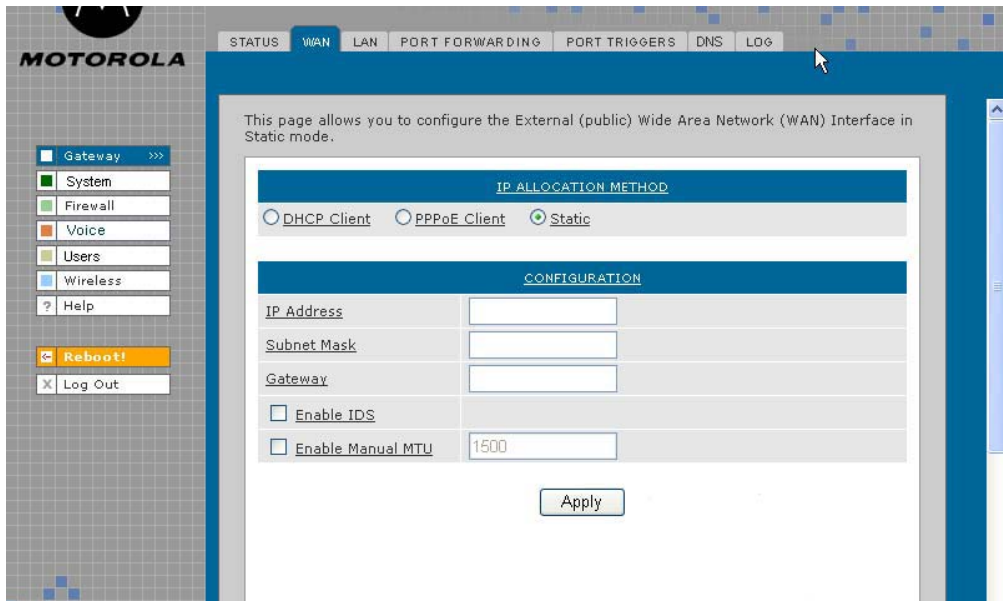 MOTOROLA
STATUS WAN LAN PORT FORWARDING PORT TRIGGERS DNS LOG
This page allows you to configure the External (public) Wide Area Network (WAN) Interface in
Static mode.
Gateway >>>
System
Firewall
Voice
Users
Wireless
? Help
Reboot!
X Log Out
IP ALLOCATION METHOD
DHCP Client PPPoE Client Static
CONFIGURATION
IP Address
Subnet Mask
Gateway
Enable IDS
Enable Manual MTU 1500
Apply